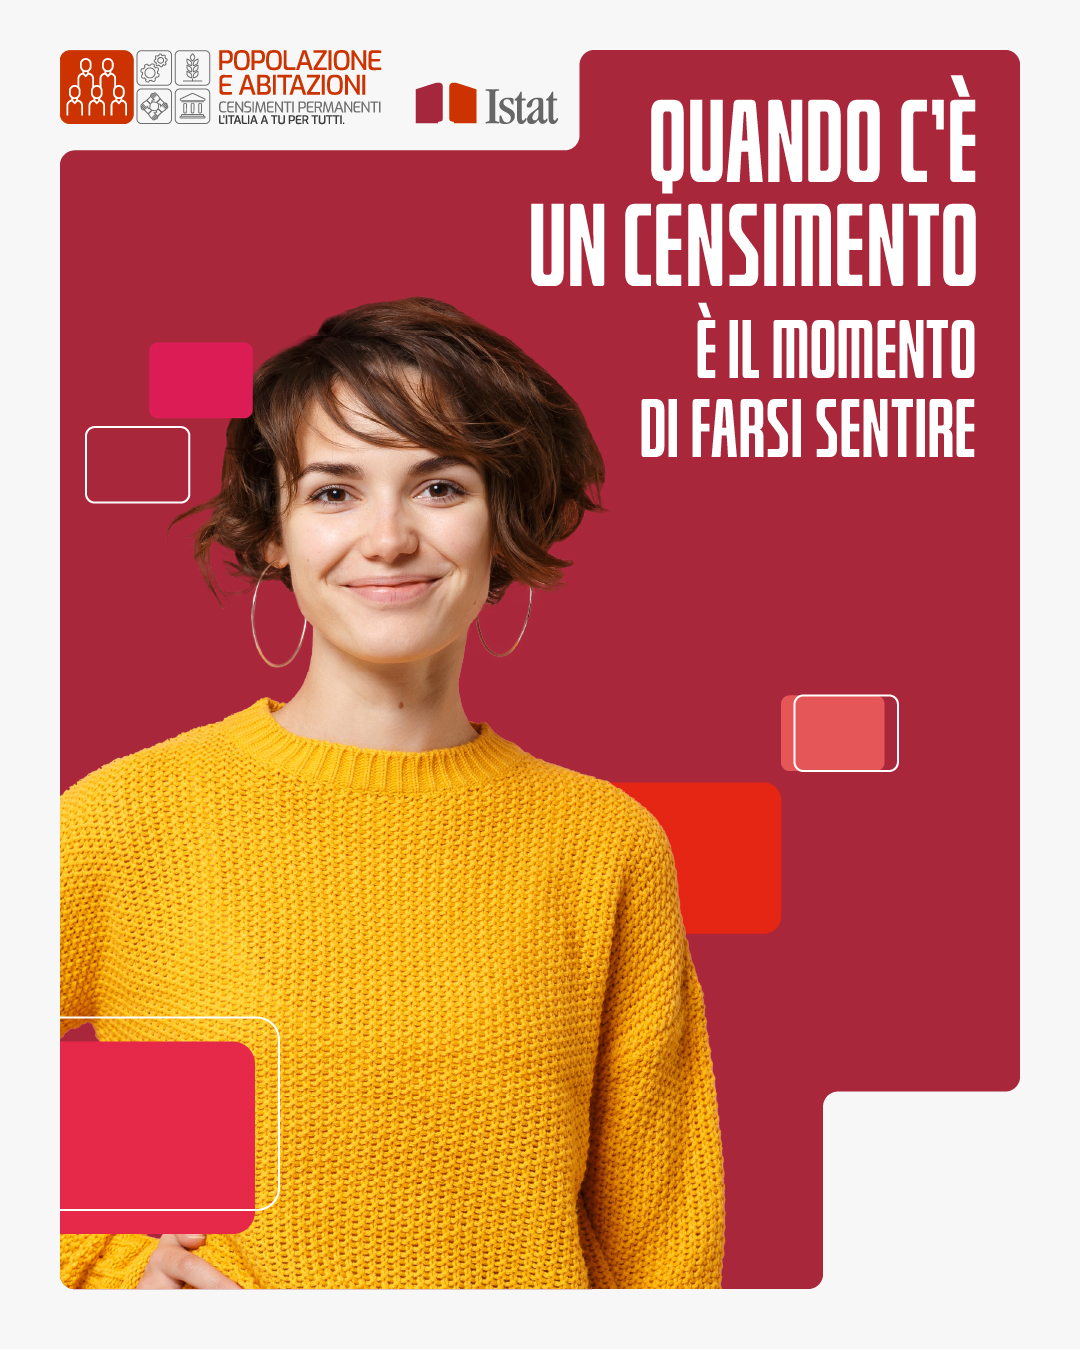 POPOLAZIONE
E ABITAZIONI
CENSIMENTI PERMANENTI
L'ITALIA A TU PER TUTTI.
Istat
QUANDO C'È
UN CENSIMENTO
È IL MOMENTO
DI FARSI SENTIRE